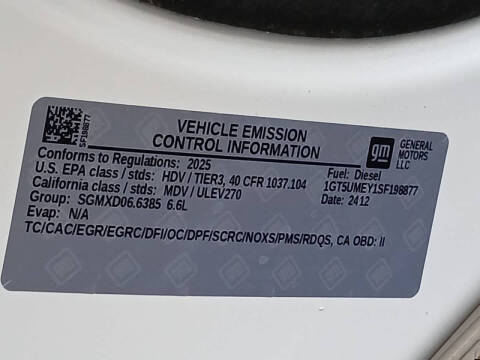 SF198877
VEHICLE EMISSION
CONTROL INFORMATION
gm GENERAL
MOTORS
LLC
Conforms to Regulations: 2025
U.S. EPA class / stds: HDV / TIER3, 40 CFR 1037.104
California class / stds: MDV / ULEV270
Group: SGMXD06.6385 6.6L
Evap: N/A
Fuel: Diesel
1GT5UMEY1SF198877
Date: 2412
TC/CAC/EGR/EGRC/DFI/OC/DPF/SCRC/NOXS/PMS/RDQS, CA OBD: II